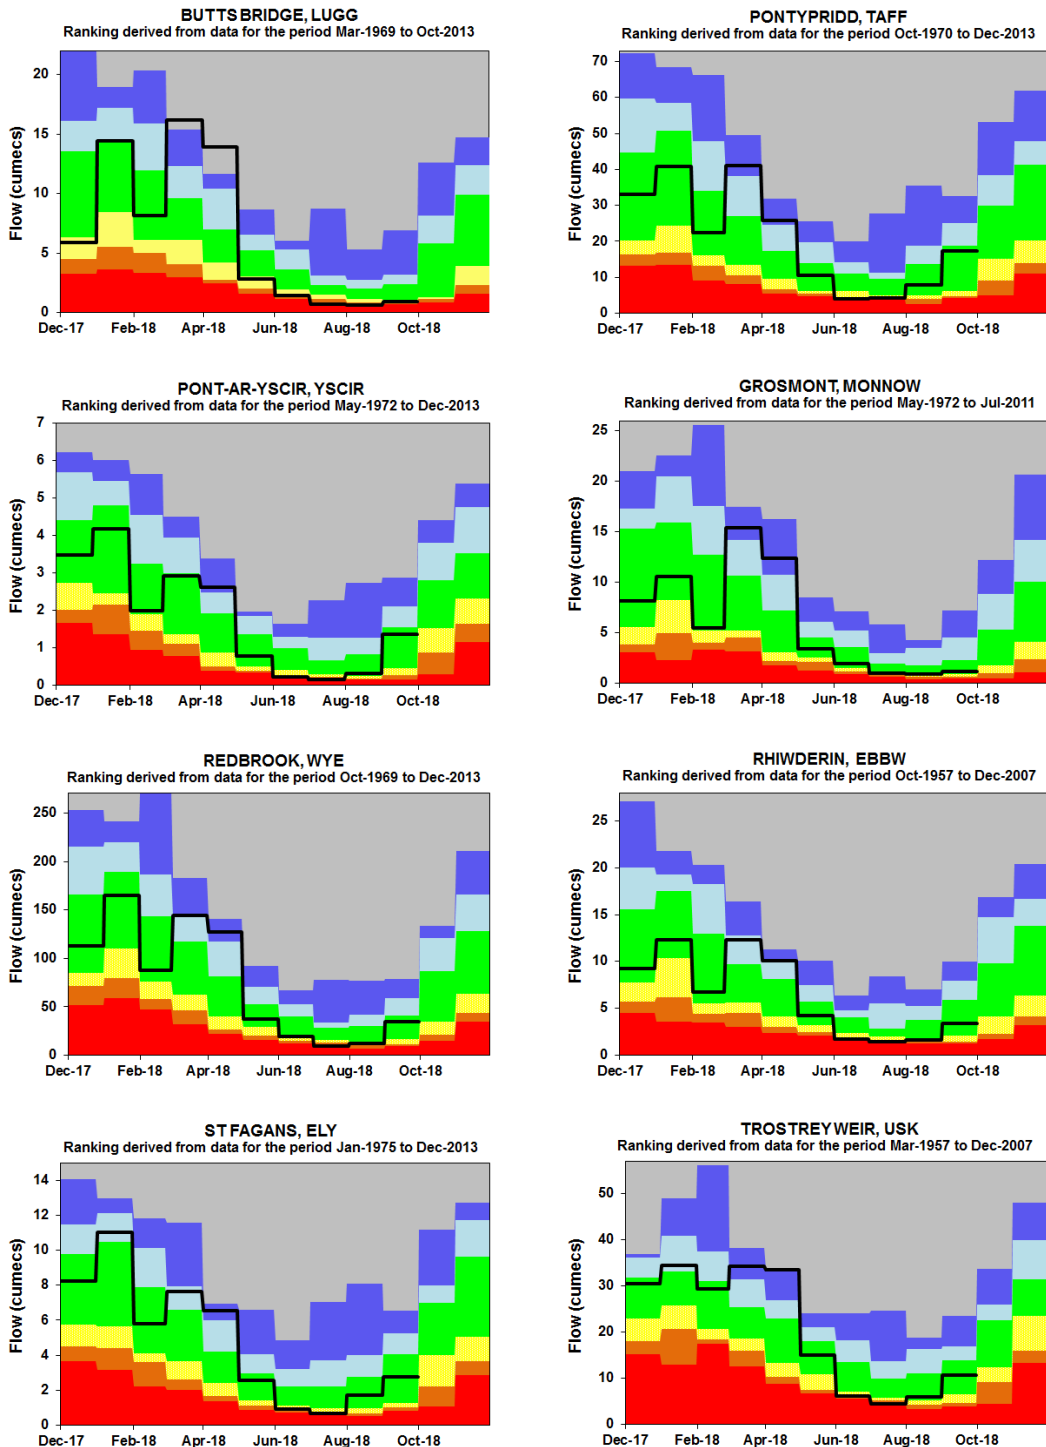 BUTTS BRIDGE, LUGG
Ranking derived from data for the period Mar-1969 to Oct-2013
Flow (cumecs)
20
15
10
5
0
Dec-17 Feb-18 Apr-18 Jun-18 Aug-18 Oct-18
PONTYPRIDD, TAFF
Ranking derived from data for the period Oct-1970 to Dec-2013
Flow (cumecs)
70
60
50
40
30
20
10
0
Dec-17 Feb-18 Apr-18 Jun-18 Aug-18 Oct-18
PONT-AR-YSCIR, YSCIR
Ranking derived from data for the period May-1972 to Dec-2013
Flow (cumecs)
7
6
5
4
3
2
1
0
Dec-17 Feb-18 Apr-18 Jun-18 Aug-18 Oct-18
GROSMONT, MONNOW
Ranking derived from data for the period May-1972 to Jul-2011
Flow (cumecs)
25
20
15
10
5
0
Dec-17 Feb-18 Apr-18 Jun-18 Aug-18 Oct-18
REDBROOK, WYE
Ranking derived from data for the period Oct-1969 to Dec-2013
Flow (cumecs)
250
200
150
100
50
0
Dec-17 Feb-18 Apr-18 Jun-18 Aug-18 Oct-18
RHIWDERIN, EBBW
Ranking derived from data for the period Oct-1957 to Dec-2007
Flow (cumecs)
25
20
15
10
5
0
Dec-17 Feb-18 Apr-18 Jun-18 Aug-18 Oct-18
ST FAGANS, ELY
Ranking derived from data for the period Jan-1975 to Dec-2013
Flow (cumecs)
14
12
10
8
6
4
2
0
Dec-17 Feb-18 Apr-18 Jun-18 Aug-18 Oct-18
TROSTREY WEIR, USK
Ranking derived from data for the period Mar-1957 to Dec-2007
Flow (cumecs)
50
40
30
20
10
0
Dec-17 Feb-18 Apr-18 Jun-18 Aug-18 Oct-18